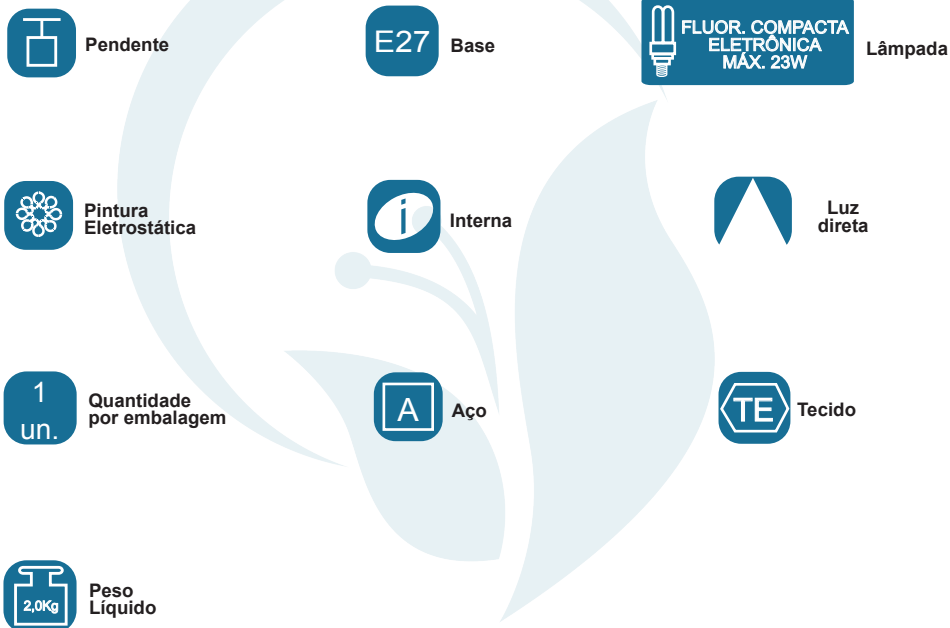 Pendente
E27
Base
FLUOR. COMPACTA
ELETRÔNICA
MÁX. 23W
Lâmpada
Pintura
Eletrostática
i
Interna
Luz
direta
1
un.
Quantidade
por embalagem
A
Aço
TE
Tecido
2,0Kg
Peso
Líquido